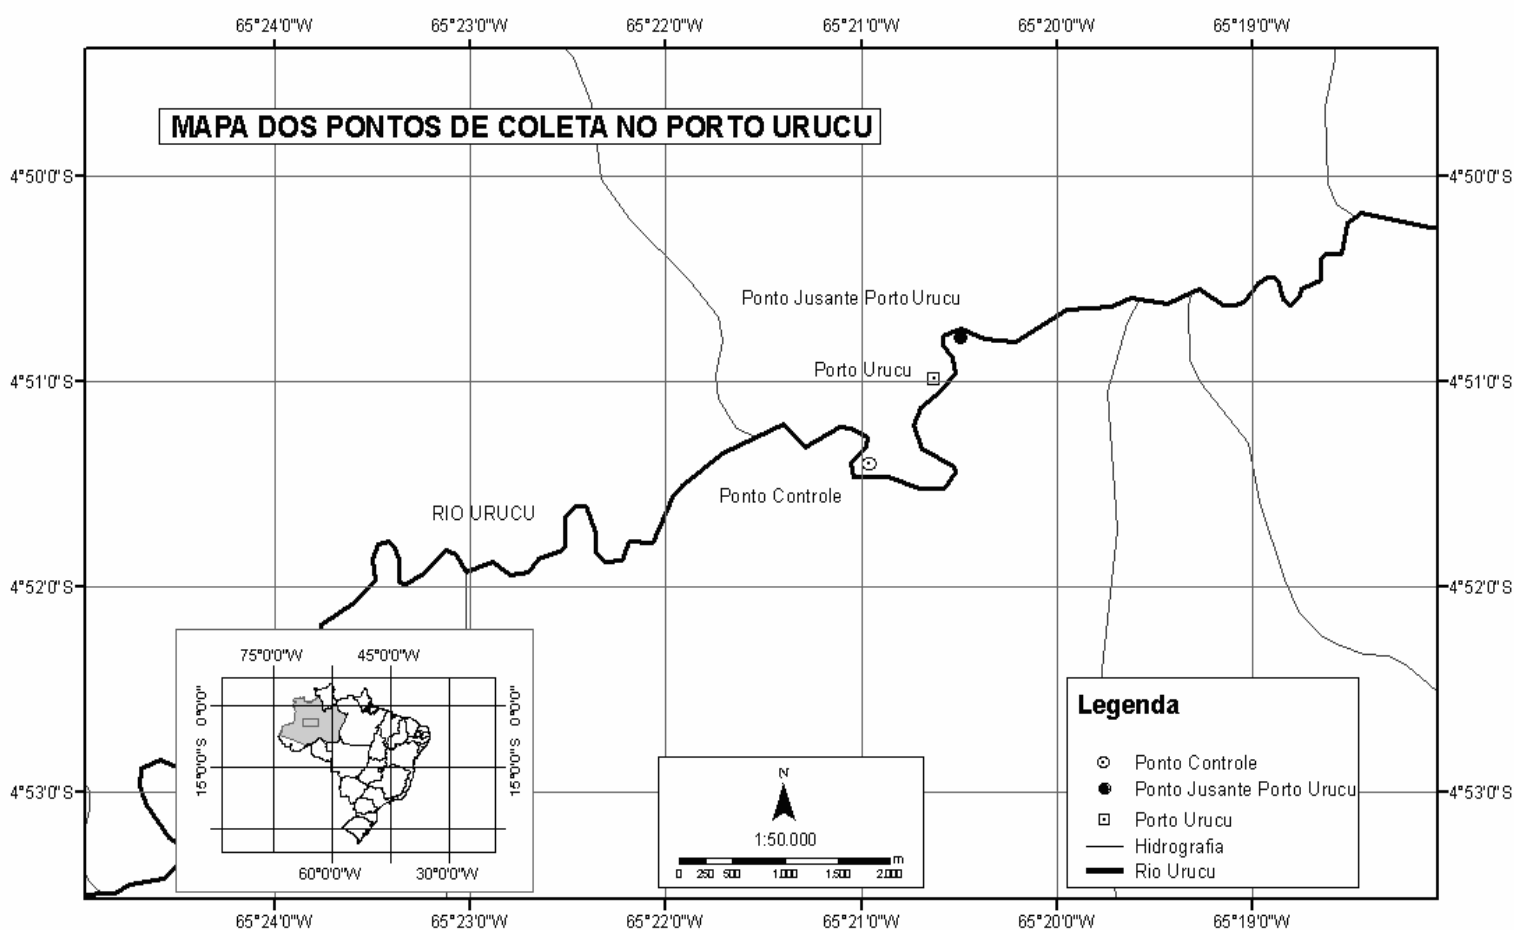 65°24'0"W 65°23'0"W 65°22'0"W 65°21'0"W 65°20'0"W 65°19'0"W
MAPA DOS PONTOS DE COLETA NO PORTO URUCU
4°50'0"S 4°50'0"S
Ponto Jusante Porto Urucu
Porto Urucu
4°51'0"S 4°51'0"S
Ponto Controle
RIO URUCU
4°52'0"S 4°52'0"S
75°0'0"W 45°0'0"W
0°0'0" 0°0'0"
15°0'0"S 15°0'0"S
60°0'0"W 30°0'0"W
N
1:50.000
m
0 250 500 1.000 1.500 2.000
Legenda
Ponto Controle
Ponto Jusante Porto Urucu
Porto Urucu
Hidrografia
Rio Urucu
4°53'0"S 4°53'0"S
65°24'0"W 65°23'0"W 65°22'0"W 65°21'0"W 65°20'0"W 65°19'0"W